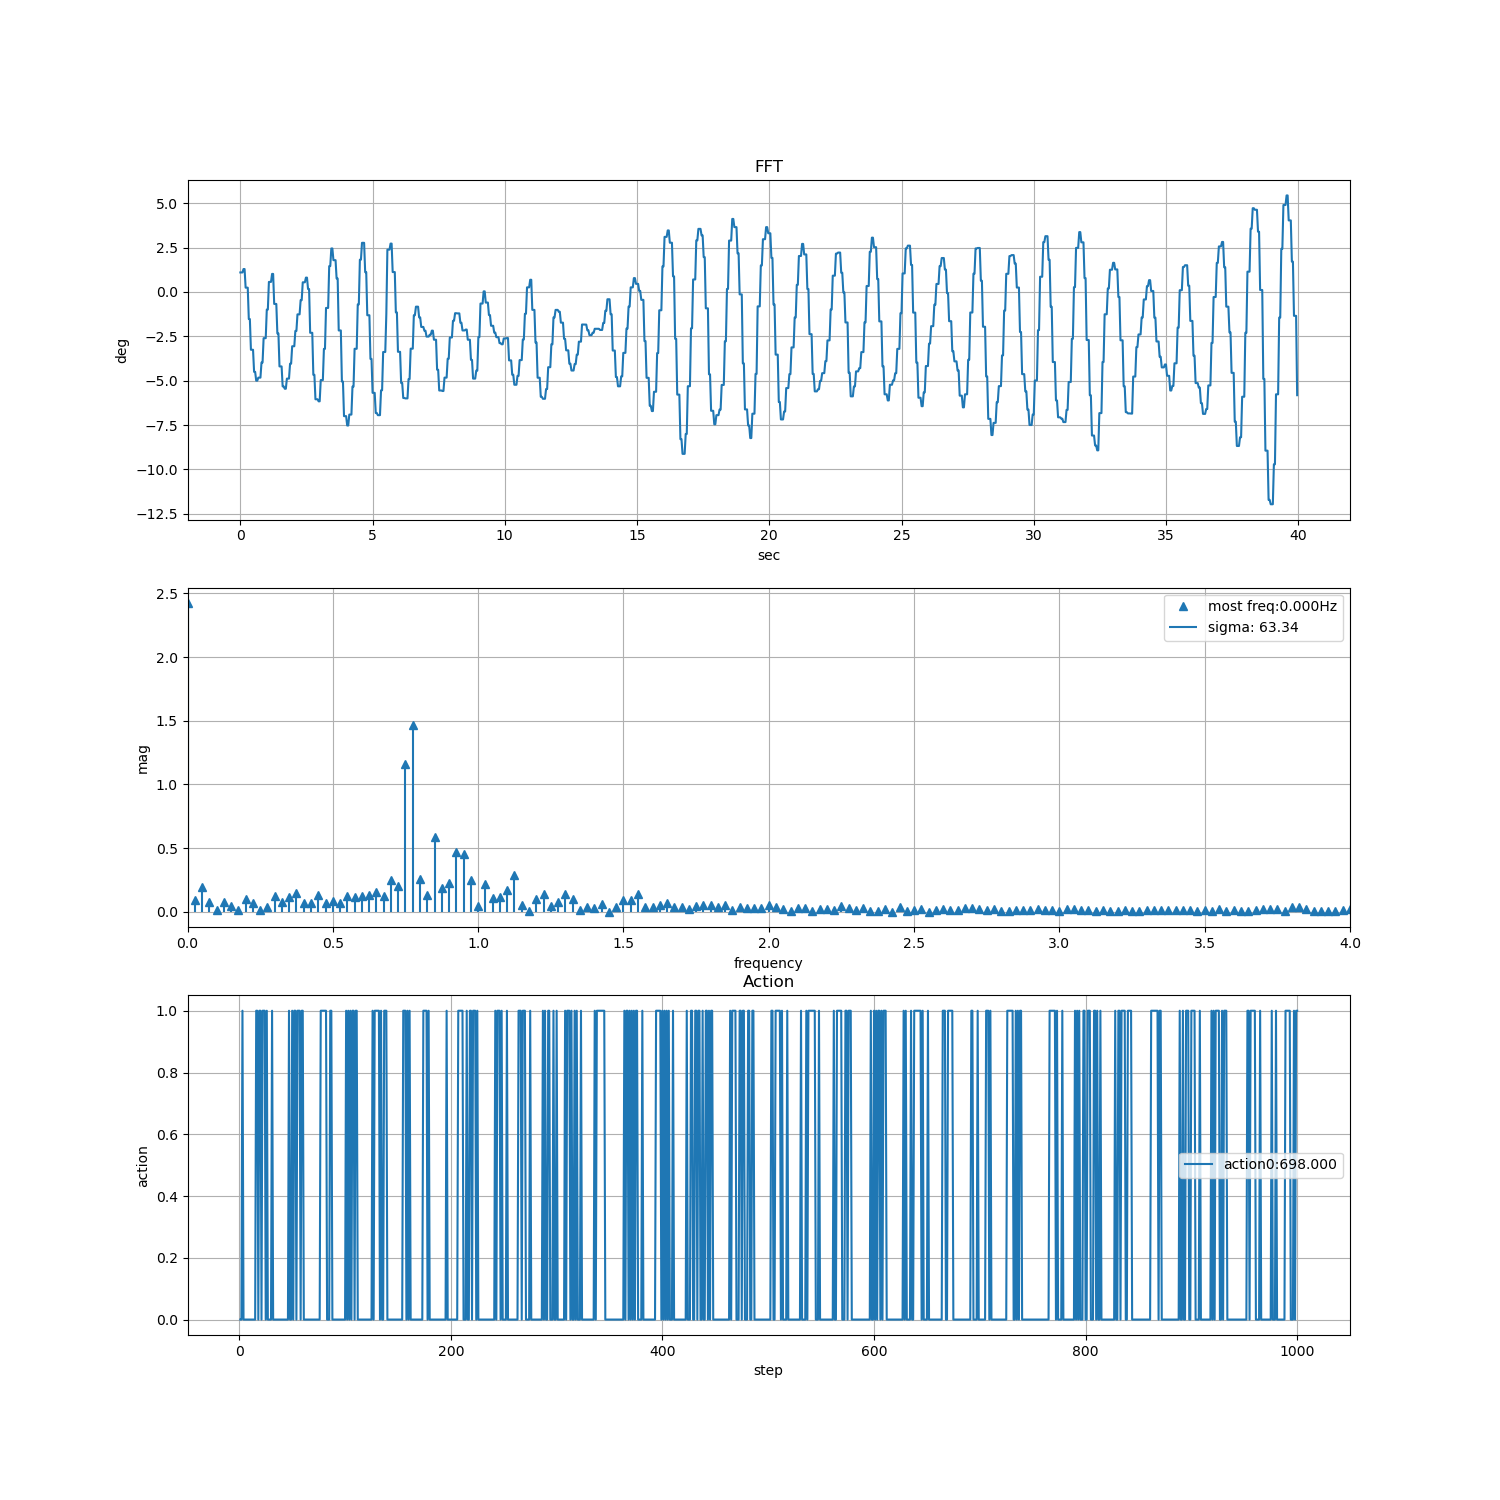 FFT
5.0
2.5
0.0
−2.5
−5.0
−7.5
−10.0
−12.5
deg
0 5 10 15 20 25 30 35 40
sec
2.5
2.0
1.5
1.0
0.5
0.0
mag
most freq:0.000Hz
sigma: 63.34
0.0 0.5 1.0 1.5 2.0 2.5 3.0 3.5 4.0
frequency
Action
1.0
0.8
0.6
0.4
0.2
0.0
action
action0:698.000
0 200 400 600 800 1000
step